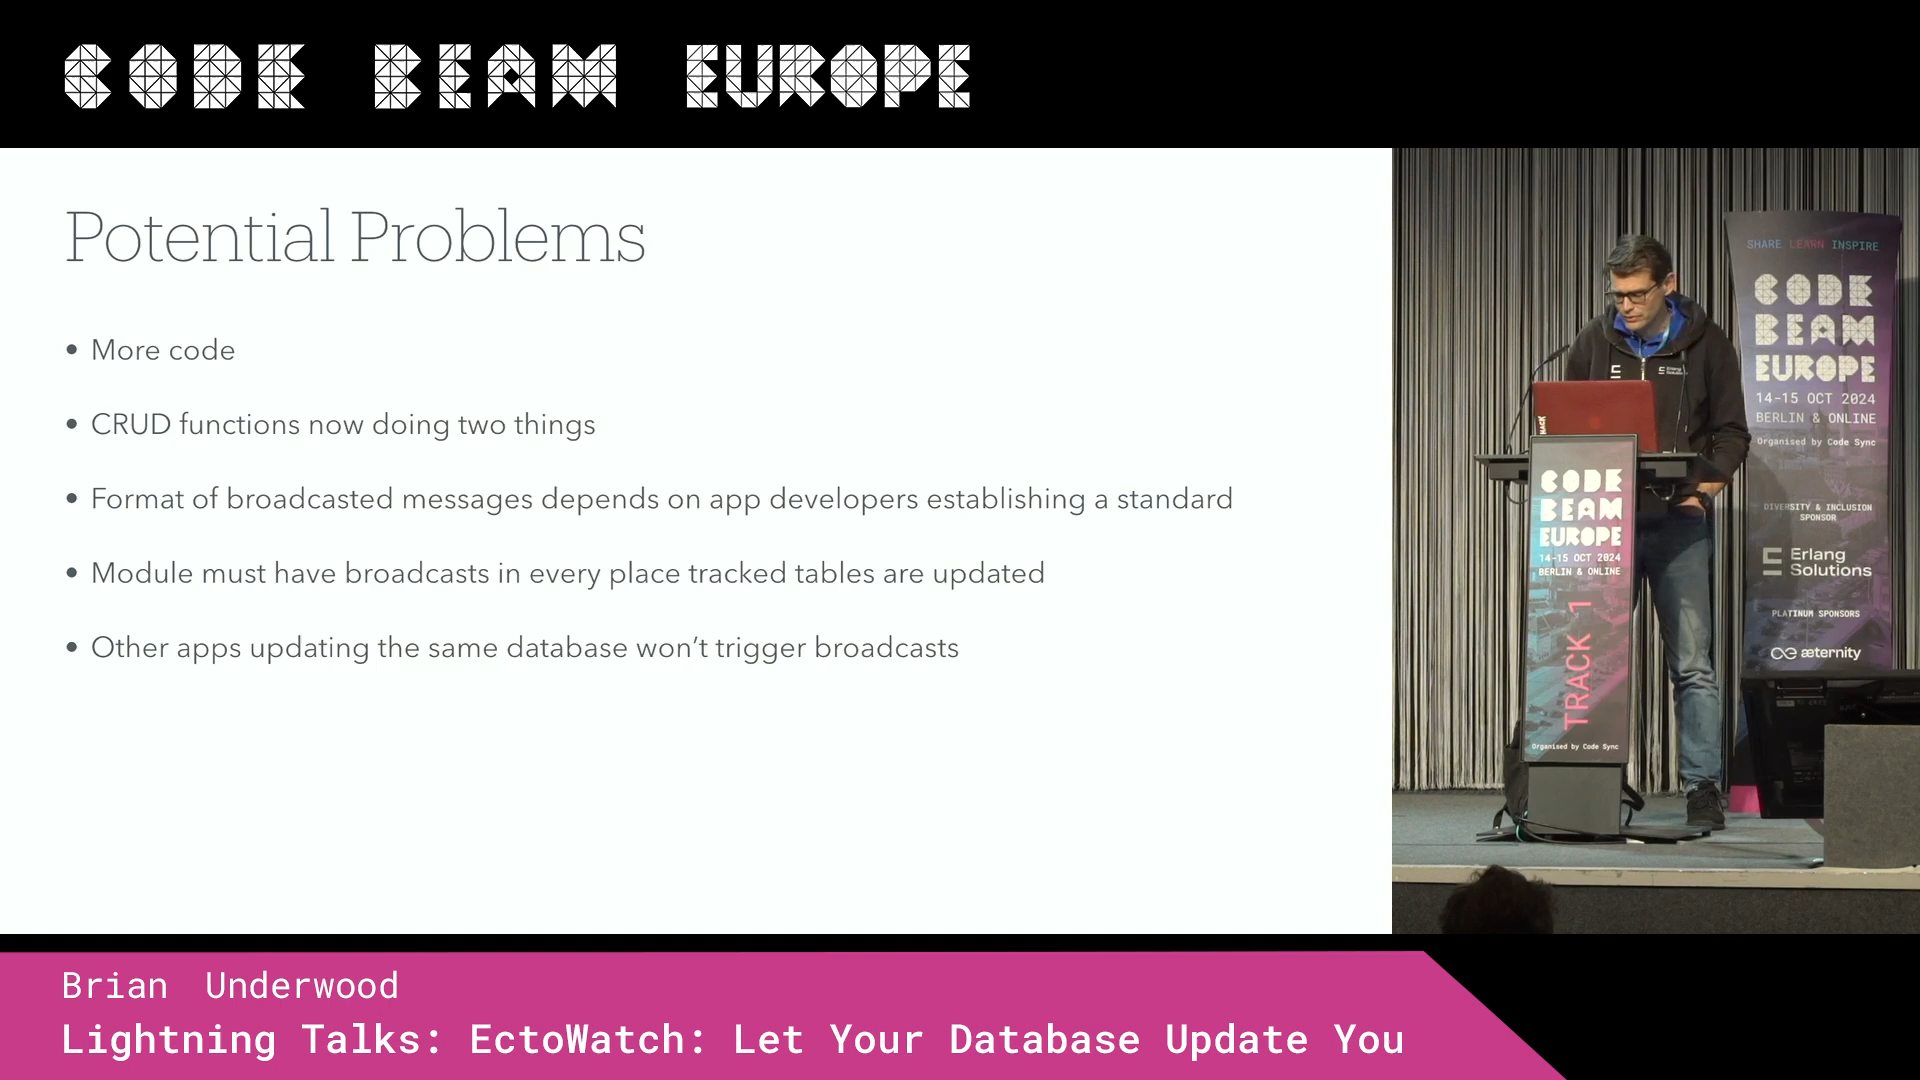 CODE BEAM EUROPE
Potential Problems
• More code
• CRUD functions now doing two things
• Format of broadcasted messages depends on app developers establishing a standard
• Module must have broadcasts in every place tracked tables are updated
• Other apps updating the same database won’t trigger broadcasts
SHARE LEARN INSPIRE
CODE
BEAM
EUROPE
14-15 OCT 2024
BERLIN & ONLINE
Organised by Code Sync
DIVERSITY & INCLUSION
SPONSOR
Erlang
Solutions
PLATINUM SPONSORS
æternity
Erlang
CODE
BEAM
EUROPE
14-15 OCT 2024
BERLIN & ONLINE
TRACK 1
Organised by Code Sync
Brian Underwood
Lightning Talks: EctoWatch: Let Your Database Update You